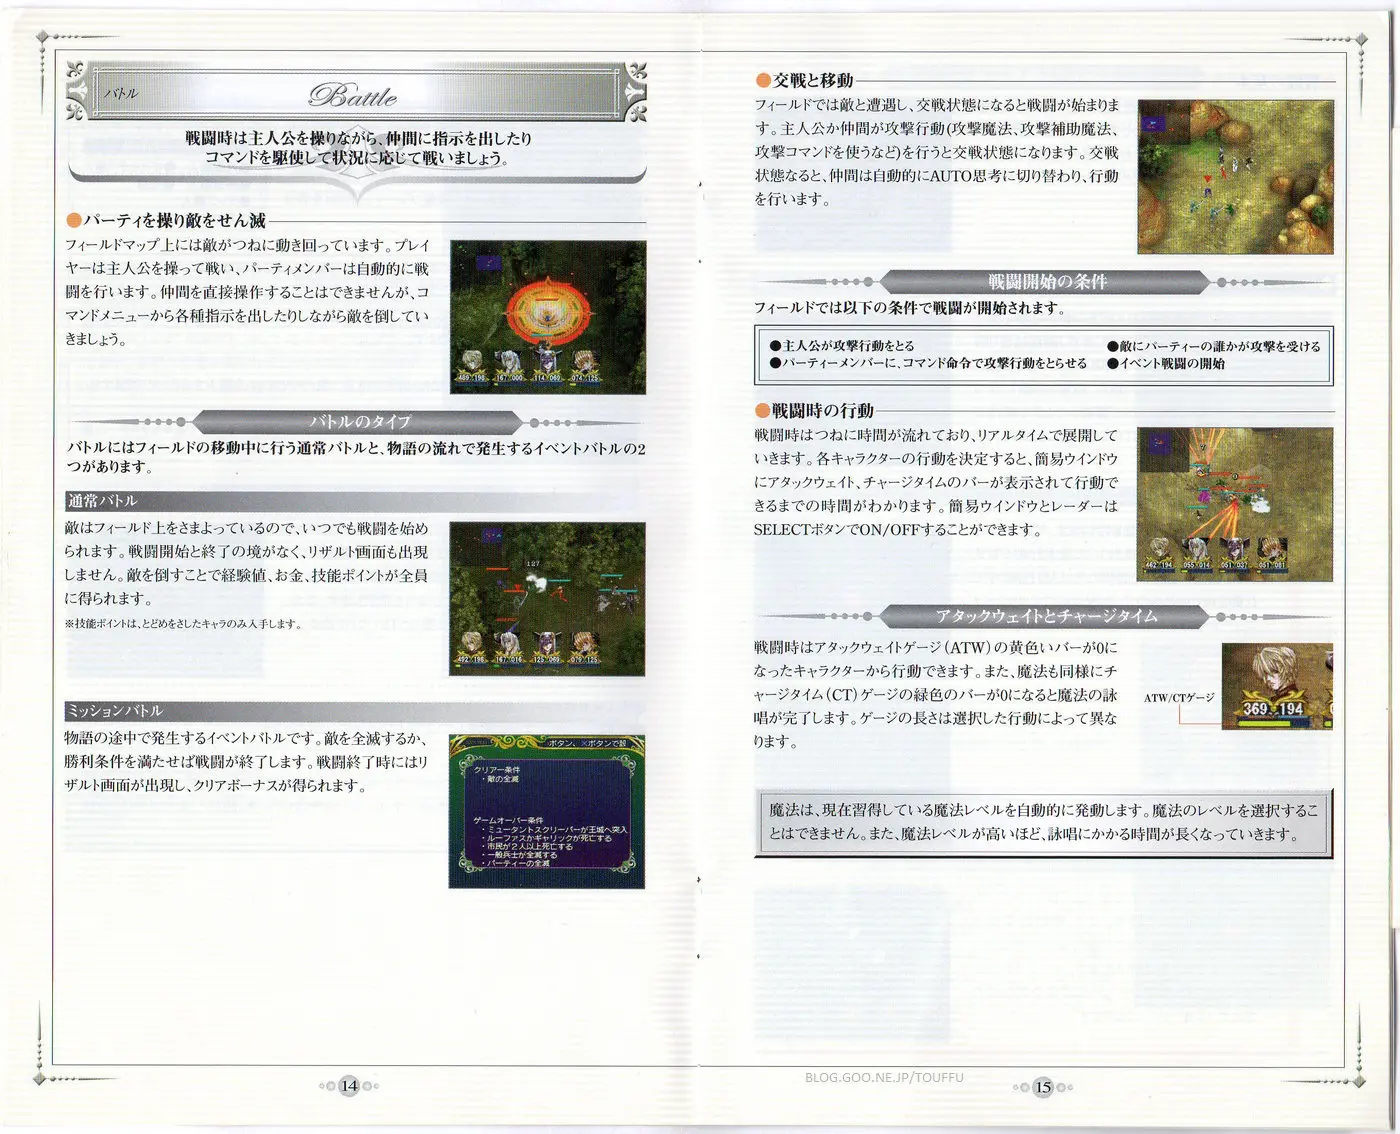 バトル
Battle
戦闘時は主人公を操りながら、仲間に指示を出したり
コマンドを駆使して状況に応じて戦いましょう。
●パーティを操り敵をせん滅
フィールドマップ上には敵がつねに動き回っています。プレイ
ヤーは主人公を操って戦い、パーティメンバーは自動的に戦
闘を行います。仲間を直接操作することはできませんが、コ
マンドメニューから各種指示を出したりしながら敵を倒してい
きましょう。
バトルのタイプ
バトルにはフィールドの移動中に行う通常バトルと、物語の流れで発生するイベントバトルの2
つがあります。
通常バトル
敵はフィールド上をさまよっているので、いつでも戦闘を始め
られます。戦闘開始と終了の境がなく、リザルト画面も出現
しません。敵を倒すことで経験値、お金、技能ポイントが全員
に得られます。
※技能ポイントは、とどめをさしたキャラのみ入手します。
127
ミッションバトル
物語の途中で発生するイベントバトルです。敵を全滅するか、
勝利条件を満たせば戦闘が終了します。戦闘終了時にはリ
ザルト画面が出現し、クリアボーナスが得られます。
クリアー条件
・敵の全滅
ゲームオーバー条件
・ミュータントスクリーパーが王城へ突入
・ルーファスかギャリックが死亡する
・市民が2人以上死亡する
・一般兵士が全滅する
・パーティーの全滅
14
●交戦と移動
フィールドでは敵と遭遇し、交戦状態になると戦闘が始まりま
す。主人公か仲間が攻撃行動(攻撃魔法、攻撃補助魔法、
攻撃コマンドを使うなど)を行うと交戦状態になります。交戦
状態なると、仲間は自動的にAUTO思考に切り替わり、行動
を行います。
戦闘開始の条件
フィールドでは以下の条件で戦闘が開始されます。
●主人公が攻撃行動をとる
●敵にパーティーの誰かが攻撃を受ける
●パーティーメンバーに、コマンド命令で攻撃行動をとらせる
●イベント戦闘の開始
●戦闘時の行動
戦闘時はつねに時間が流れており、リアルタイムで展開して
いきます。各キャラクターの行動を決定すると、簡易ウインドウ
にアタックウェイト、チャージタイムのバーが表示されて行動で
きるまでの時間がわかります。簡易ウインドウとレーダーは
SELECTボタンでON/OFFすることができます。
アタックウェイトとチャージタイム
戦闘時はアタックウェイトゲージ(ATW)の黄色いバーが0に
なったキャラクターから行動できます。また、魔法も同様にチ
ャージタイム(CT)ゲージの緑色のバーが0になると魔法の詠
唱が完了します。ゲージの長さは選択した行動によって異な
ります。
ATW/CTゲージ
369 194
魔法は、現在習得している魔法レベルを自動的に発動します。魔法のレベルを選択するこ
とはできません。また、魔法レベルが高いほど、詠唱にかかる時間が長くなっていきます。
BLOG.GOO.NE.JP/TOUFFU
15